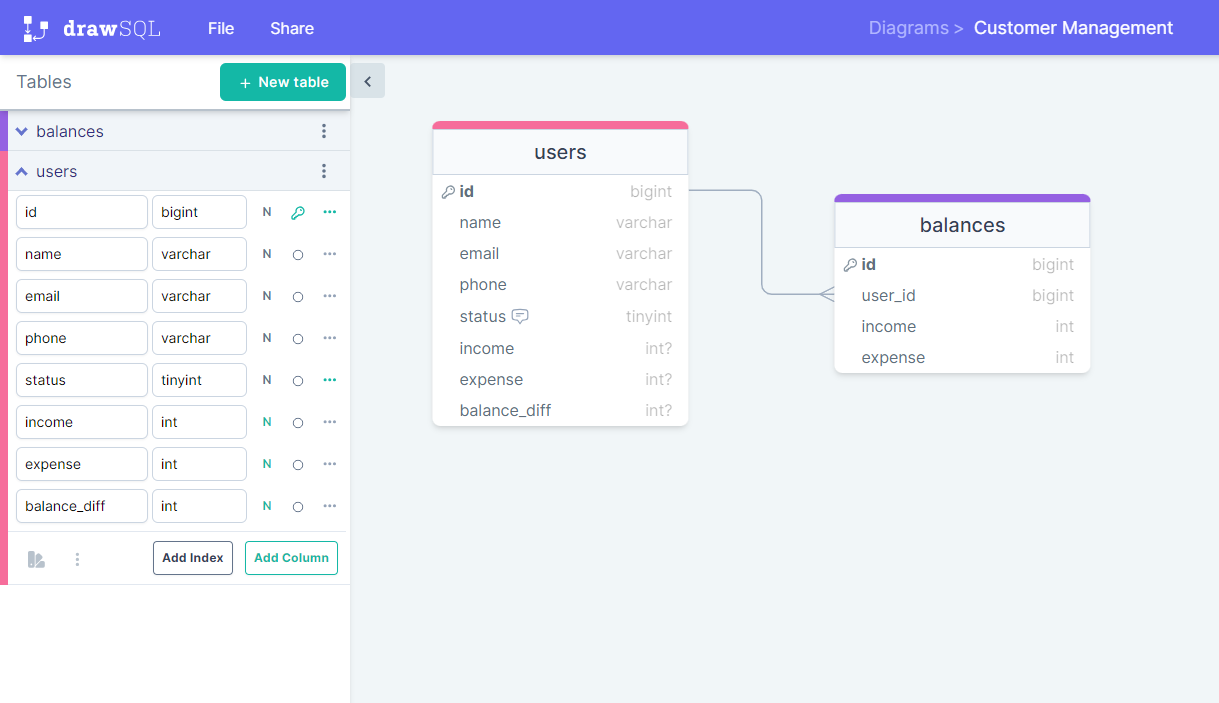 drawSQL File Share Diagrams > Customer Management
Tables + New table
balances
users
id bigint N
name varchar N
email varchar N
phone varchar N
status tinyint N
income int N
expense int N
balance_diff int N
Add Index Add Column
users
id bigint
name varchar
email varchar
phone varchar
status tinyint
income int?
expense int?
balance_diff int?
balances
id bigint
user_id bigint
income int
expense int